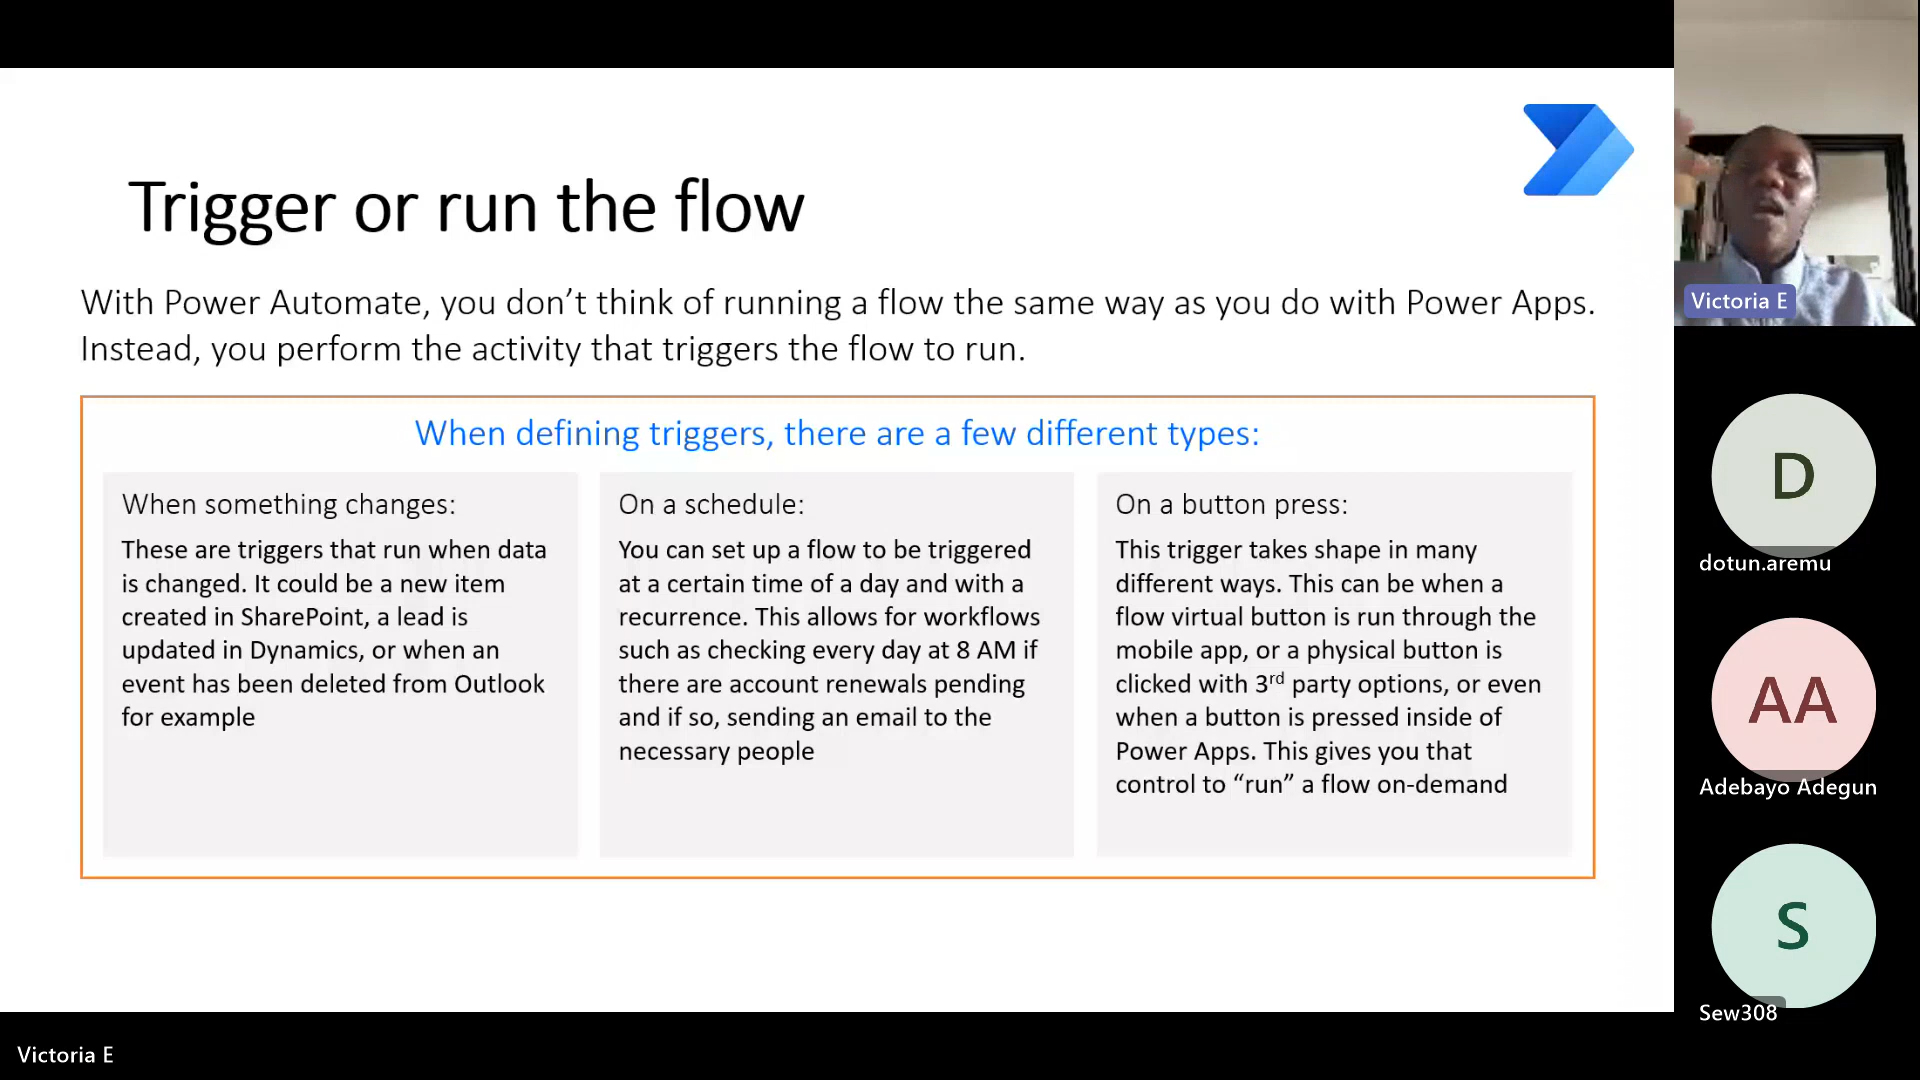 Trigger or run the flow
With Power Automate, you don’t think of running a flow the same way as you do with Power Apps.
Instead, you perform the activity that triggers the flow to run.
When defining triggers, there are a few different types:
When something changes:
These are triggers that run when data
is changed. It could be a new item
created in SharePoint, a lead is
updated in Dynamics, or when an
event has been deleted from Outlook
for example
On a schedule:
You can set up a flow to be triggered
at a certain time of a day and with a
recurrence. This allows for workflows
such as checking every day at 8 AM if
there are account renewals pending
and if so, sending an email to the
necessary people
On a button press:
This trigger takes shape in many
different ways. This can be when a
flow virtual button is run through the
mobile app, or a physical button is
clicked with 3rd party options, or even
when a button is pressed inside of
Power Apps. This gives you that
control to “run” a flow on-demand
Victoria E
D
dotun.aremu
AA
Adebayo Adegun
S
Sew308
Victoria E